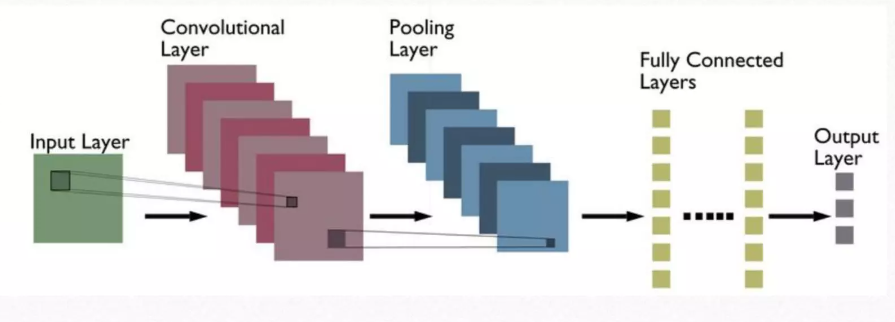 Convolutional
Layer
Pooling
Layer
Fully Connected
Layers
Input Layer
Output
Layer